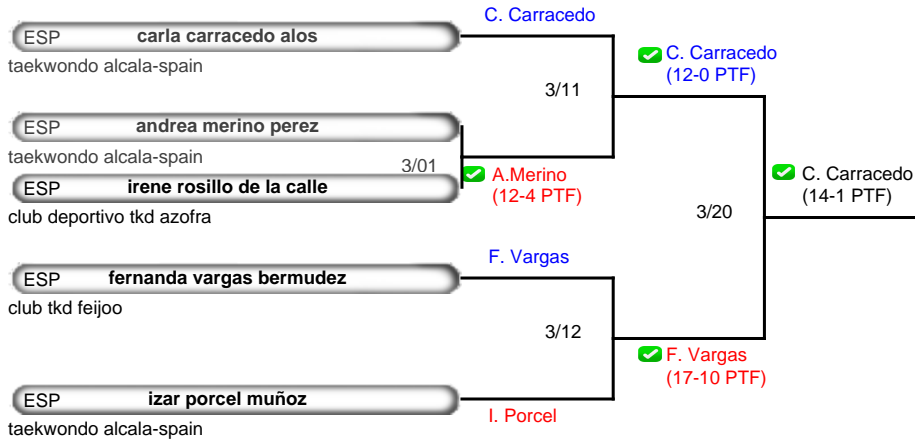 C. Carracedo
ESP carla carracedo alos
taekwondo alcala-spain
C. Carracedo
(12-0 PTF)
3/11
ESP andrea merino perez
taekwondo alcala-spain
3/01
A.Merino
(12-4 PTF)
ESP irene rosillo de la calle
club deportivo tkd azofra
C. Carracedo
(14-1 PTF)
3/20
F. Vargas
ESP fernanda vargas bermudez
club tkd feijoo
3/12
F. Vargas
(17-10 PTF)
ESP izar porcel muñoz
I. Porcel
taekwondo alcala-spain